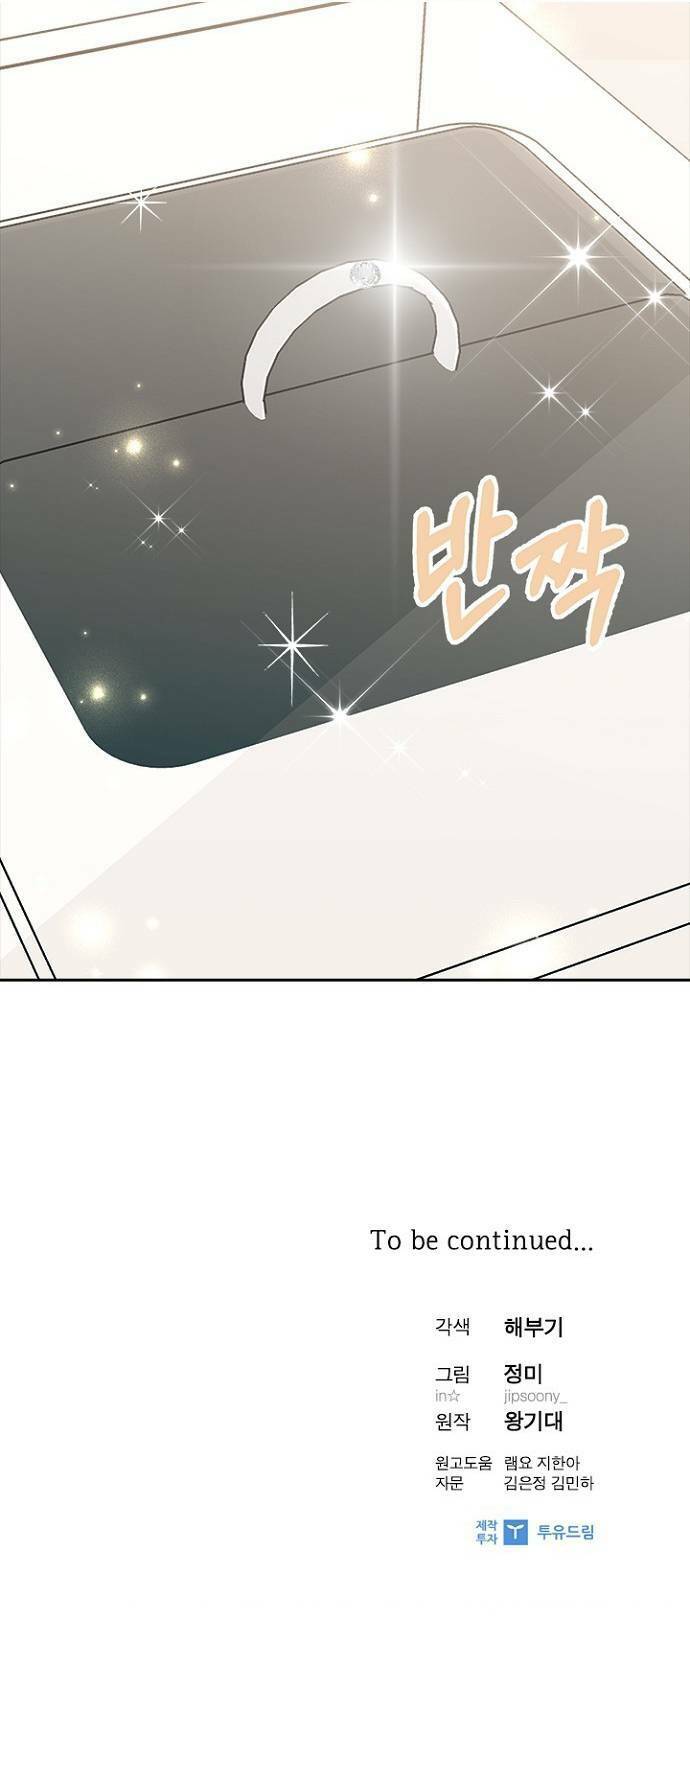 반짝
To be continued...
각색 해부기
그림 정미
in☆ jipsoony_
원작 왕기대
원고도움 램요 지한아
자문 김은정 김민하
제작
투자 투유드림